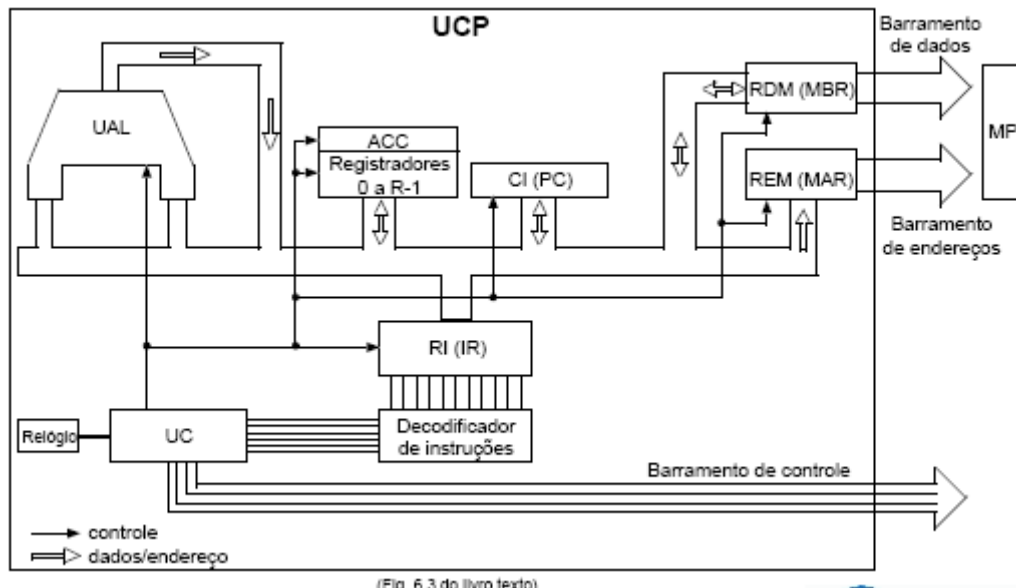 UCP
Barramento
de dados
UAL
RDM (MBR)
MP
ACC
Registradores
0 a R-1
CI (PC)
REM (MAR)
Barramento
de endereços
RI (IR)
Relógio
UC
Decodificador
de instruções
Barramento de controle
controle
dados/endereço
(Fig. 6.3 do livro texto)